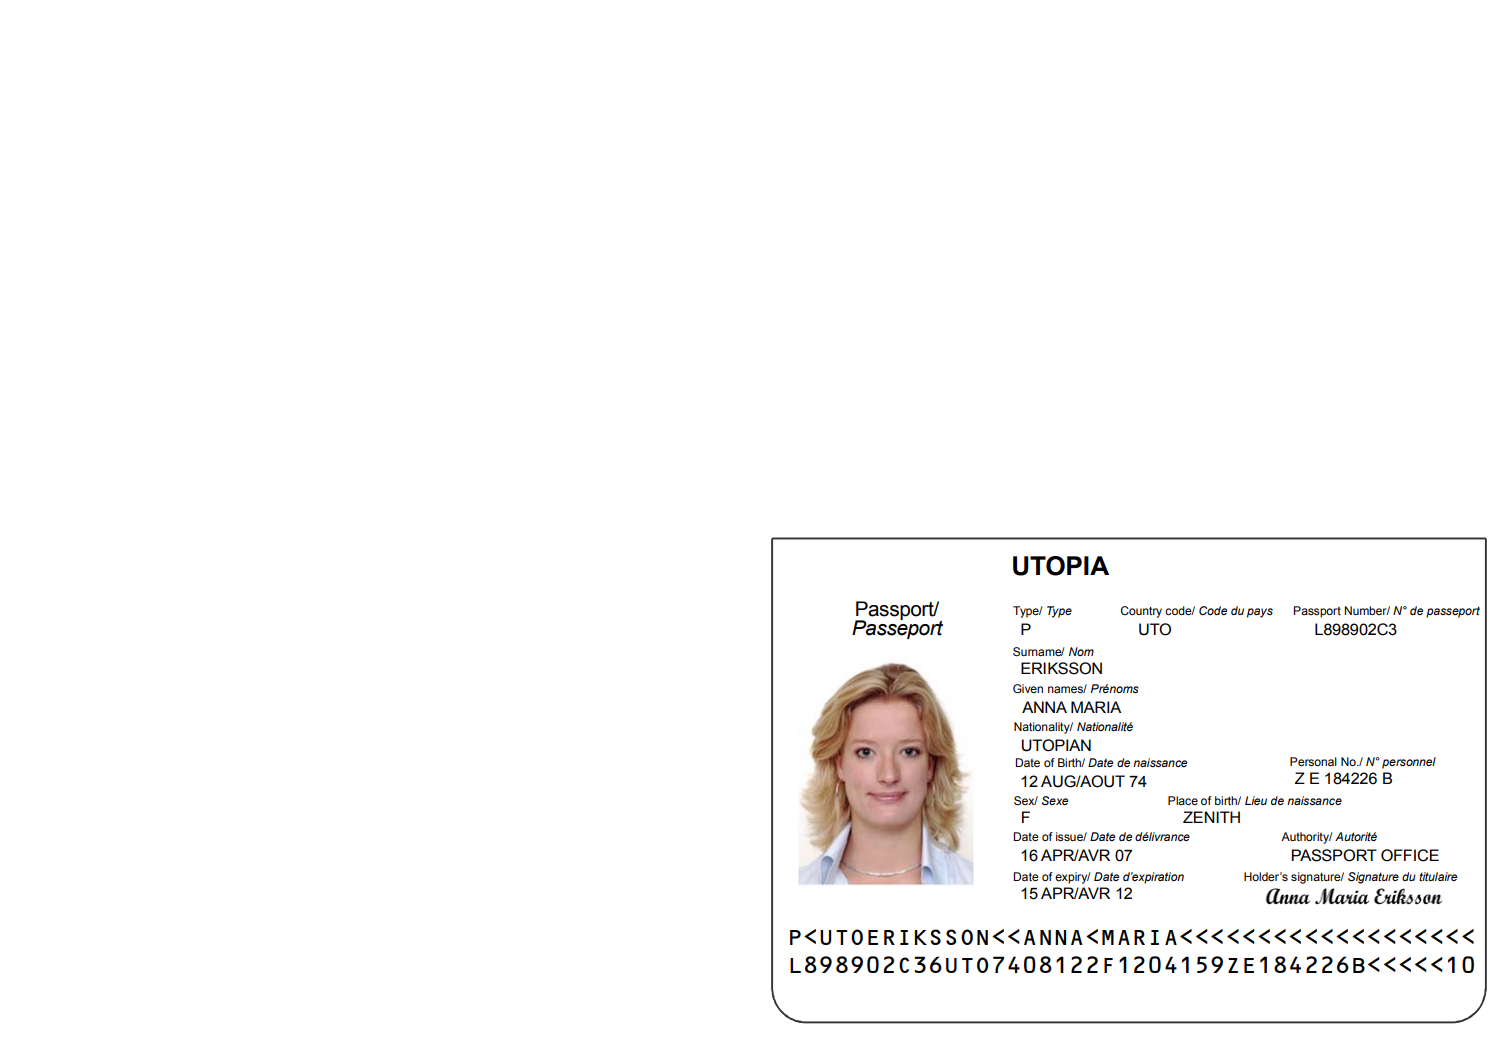 UTOPIA
Passport/
Passeport
Type/ Type Country code/ Code du pays Passport Number/ N° de passeport
P UTO L898902C3
Surname/ Nom
ERIKSSON
Given names/ Prénoms
ANNA MARIA
Nationality/ Nationalité
UTOPIAN
Date of Birth/ Date de naissance Personal No./ N° personnel
12 AUG/AOUT 74 Z E 184226 B
Sex/ Sexe Place of birth/ Lieu de naissance
F ZENITH
Date of issue/ Date de délivrance Authority/ Autorité
16 APR/AVR 07 PASSPORT OFFICE
Date of expiry/ Date d'expiration Holder's signature/ Signature du titulaire
15 APR/AVR 12 Anna Maria Eriksson
P<UTOERIKSSON<<ANNA<MARIA<<<<<<<<<<<<<<<<<<<
L898902C36UTO7408122F1204159ZE184226B<<<<<10